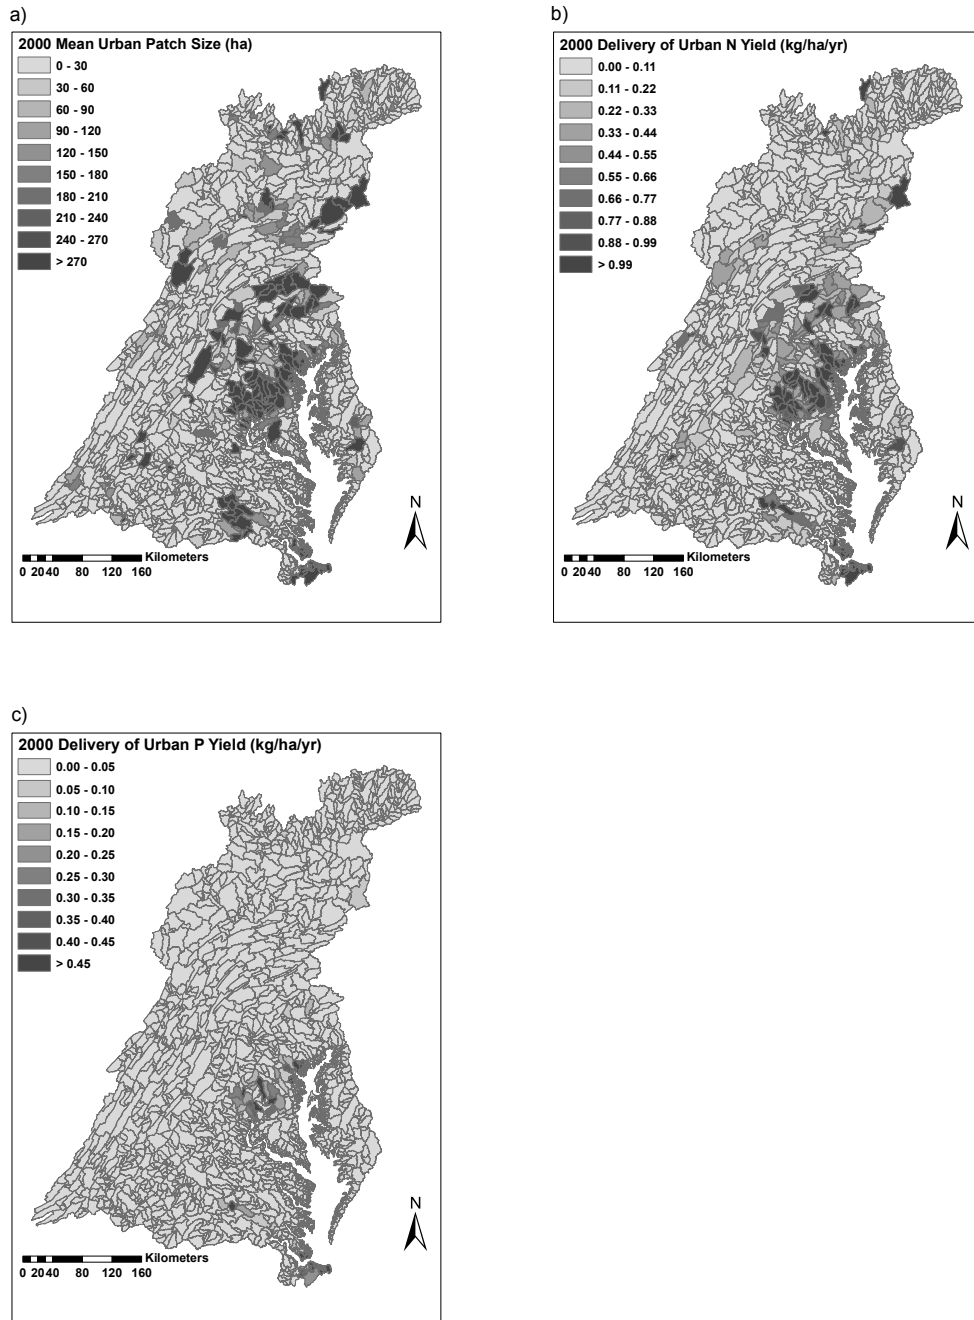 a)
2000 Mean Urban Patch Size (ha)
0 - 30
30 - 60
60 - 90
90 - 120
120 - 150
150 - 180
180 - 210
210 - 240
240 - 270
> 270
N
Kilometers
0 20 40 80 120 160
b)
2000 Delivery of Urban N Yield (kg/ha/yr)
0.00 - 0.11
0.11 - 0.22
0.22 - 0.33
0.33 - 0.44
0.44 - 0.55
0.55 - 0.66
0.66 - 0.77
0.77 - 0.88
0.88 - 0.99
> 0.99
N
Kilometers
0 20 40 80 120 160
c)
2000 Delivery of Urban P Yield (kg/ha/yr)
0.00 - 0.05
0.05 - 0.10
0.10 - 0.15
0.15 - 0.20
0.20 - 0.25
0.25 - 0.30
0.30 - 0.35
0.35 - 0.40
0.40 - 0.45
> 0.45
N
Kilometers
0 20 40 80 120 160